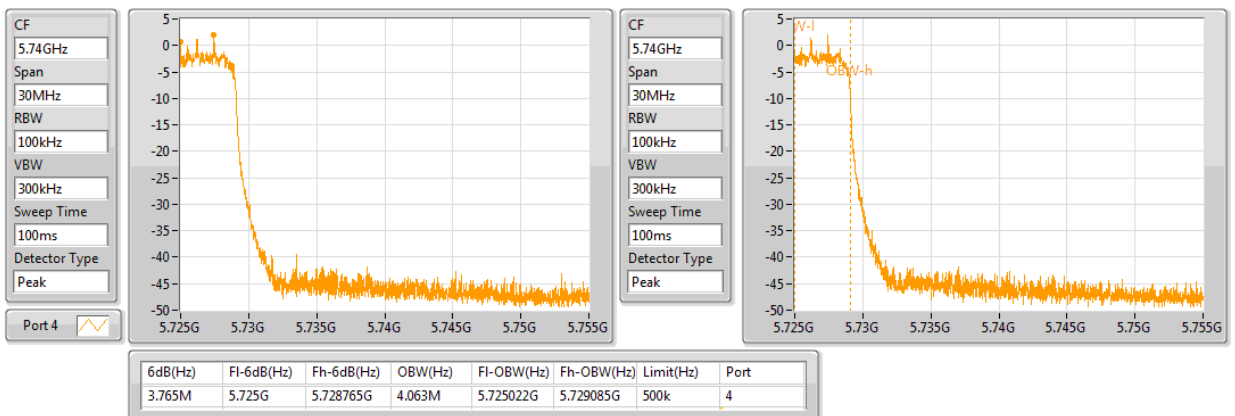 CF
5.74GHz
Span
30MHz
RBW
100kHz
VBW
300kHz
Sweep Time
100ms
Detector Type
Peak
Port 4
5
0
-5
-10
-15
-20
-25
-30
-35
-40
-45
-50
5.725G 5.73G 5.735G 5.74G 5.745G 5.75G 5.755G
CF
5.74GHz
Span
30MHz
RBW
100kHz
VBW
300kHz
Sweep Time
100ms
Detector Type
Peak
5
0
-5
-10
-15
-20
-25
-30
-35
-40
-45
-50
W-l
OBW-h
5.725G 5.73G 5.735G 5.74G 5.745G 5.75G 5.755G
6dB(Hz) Fl-6dB(Hz) Fh-6dB(Hz) OBW(Hz) Fl-OBW(Hz) Fh-OBW(Hz) Limit(Hz) Port
3.765M 5.725G 5.728765G 4.063M 5.725022G 5.729085G 500k 4